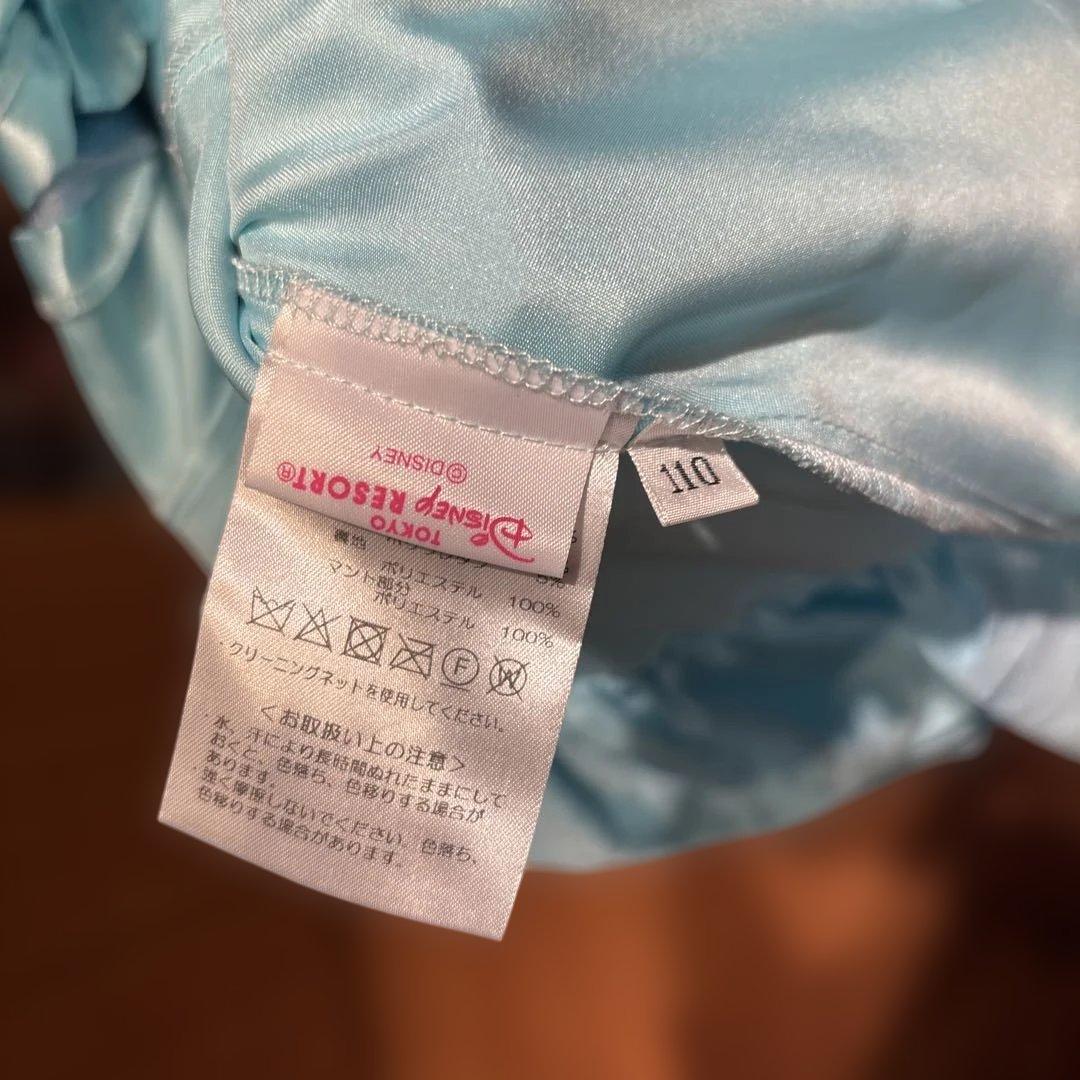 TOKYO
DISNEY RESORT®
© DISNEY
110
5%
裏地
ポリエステル 100%
マント部分
ポリエステル 100%
F
W
クリーニングネットを使用してください。
<お取扱い上の注意>
水、汗により長時間ぬれたままにして
おくと、色落ち、色移りする場合が
あります。
強く摩擦しないでください。色落ち、
色移りする場合があります。